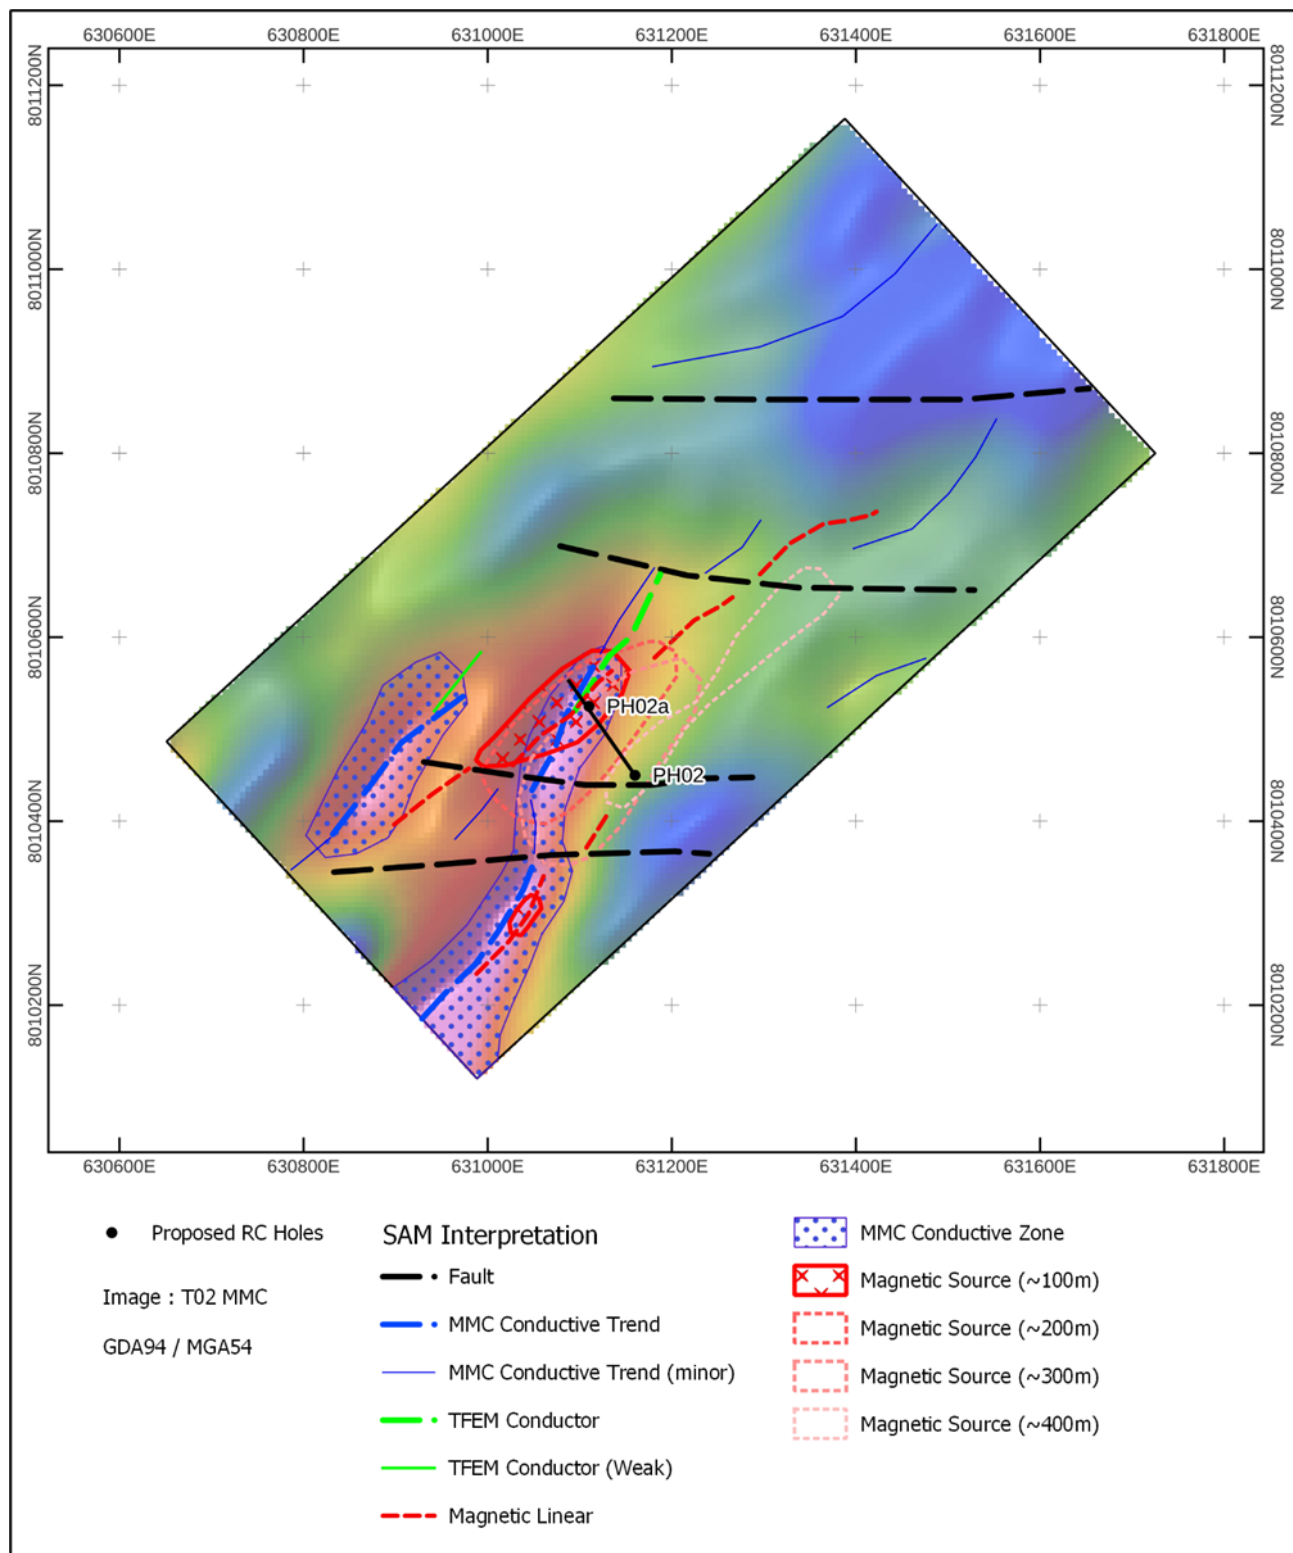 630600E 630800E 631000E 631200E 631400E 631600E 631800E
8011200N 8011200N
8011000N 8011000N
8010800N 8010800N
8010600N 8010600N
PH02a
PH02
8010400N 8010400N
8010200N 8010200N
630600E 630800E 631000E 631200E 631400E 631600E 631800E
Proposed RC Holes
Image : T02 MMC
GDA94 / MGA54
SAM Interpretation
Fault
MMC Conductive Trend
MMC Conductive Trend (minor)
TFEM Conductor
TFEM Conductor (Weak)
Magnetic Linear
MMC Conductive Zone
Magnetic Source (~100m)
Magnetic Source (~200m)
Magnetic Source (~300m)
Magnetic Source (~400m)